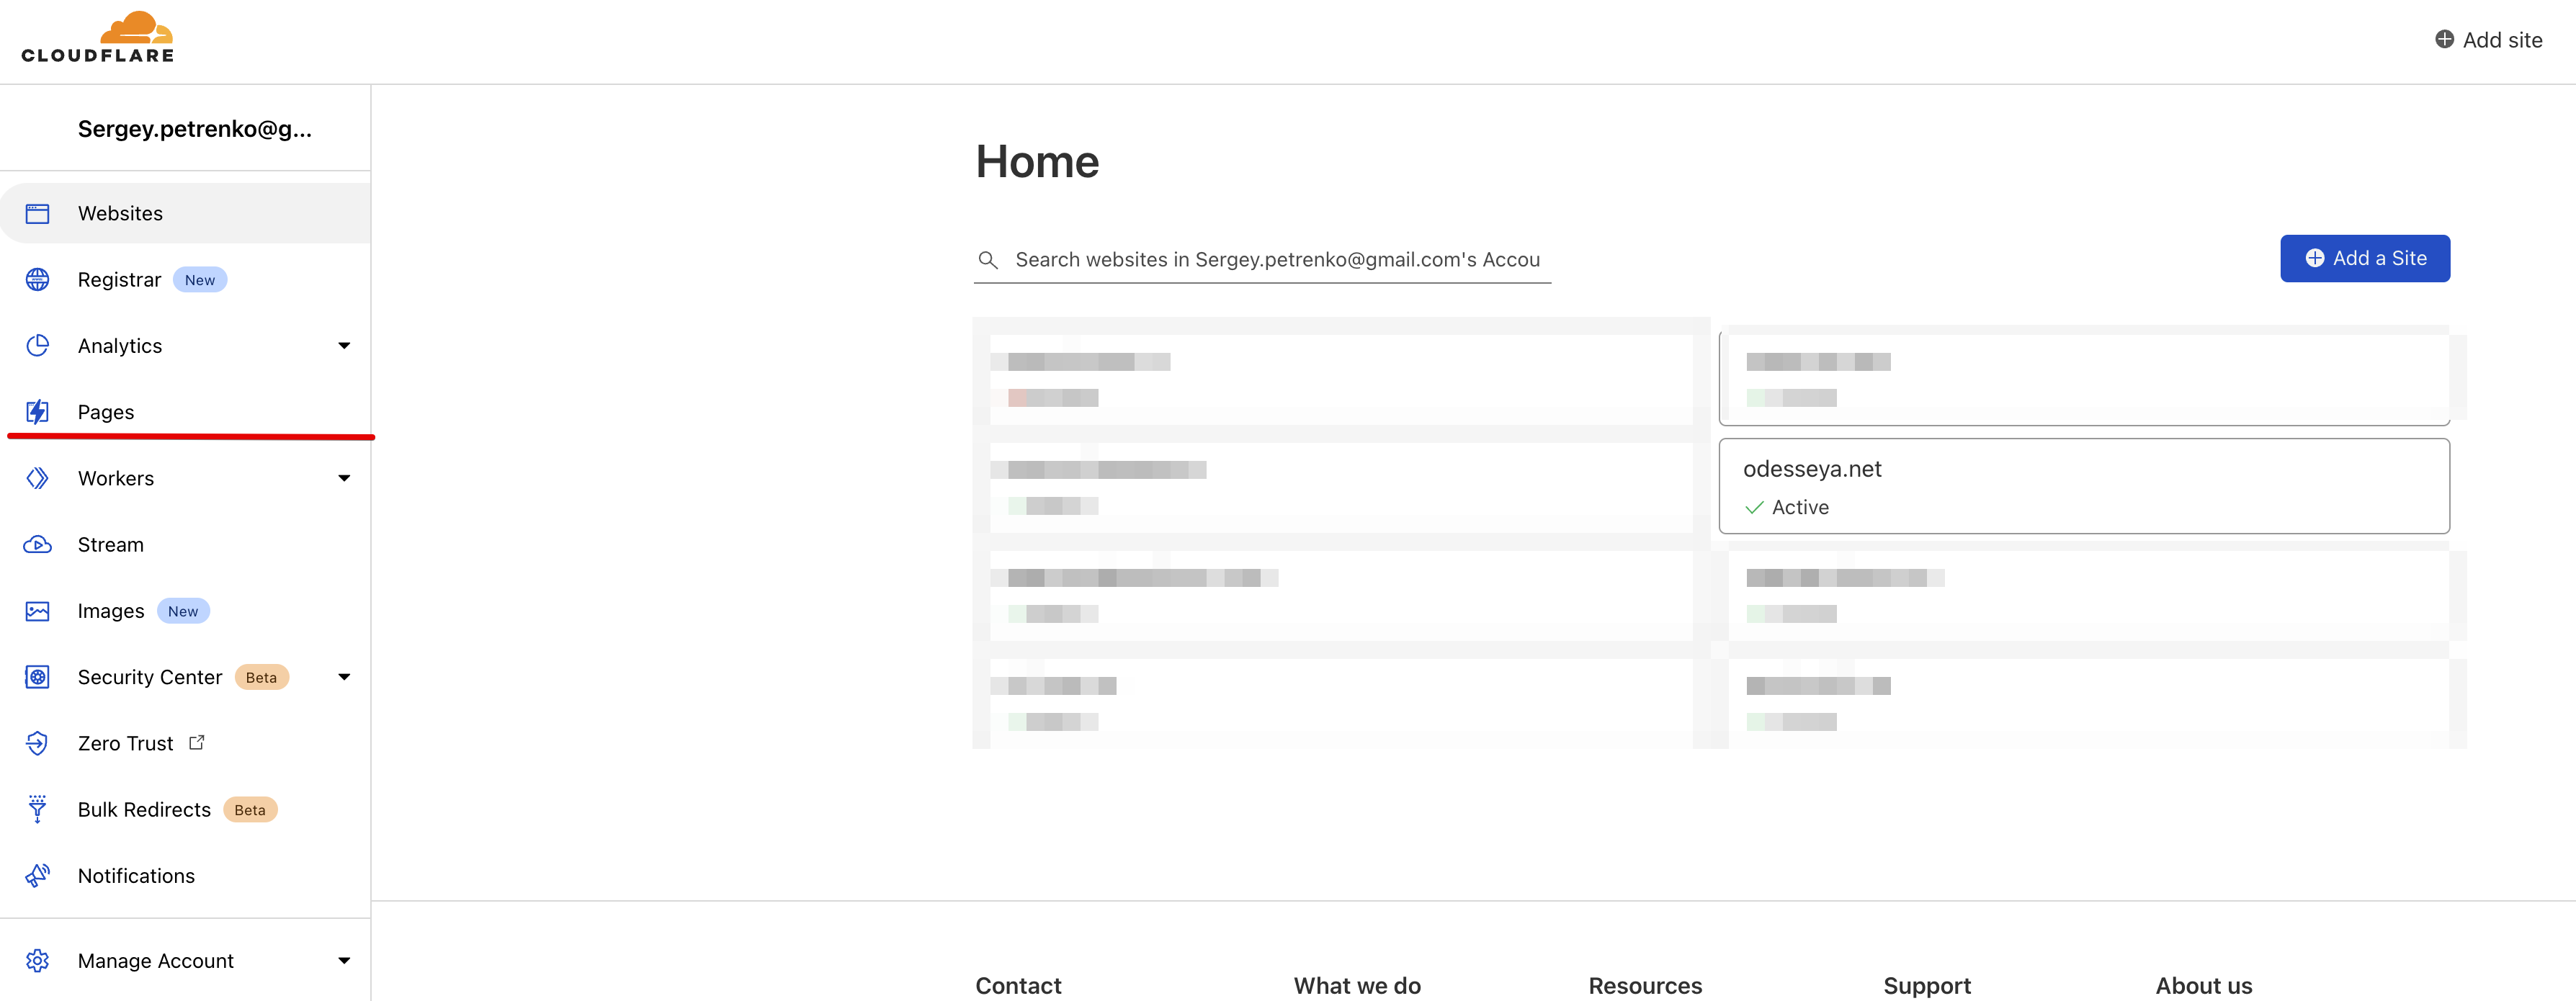 CLOUDFLARE
Add site
Sergey.petrenko@g...
Websites
Registrar New
Analytics
Pages
Workers
Stream
Images New
Security Center Beta
Zero Trust
Bulk Redirects Beta
Notifications
Manage Account
Home
Search websites in Sergey.petrenko@gmail.com's Accou
Add a Site
odesseya.net
Active
Contact
What we do
Resources
Support
About us